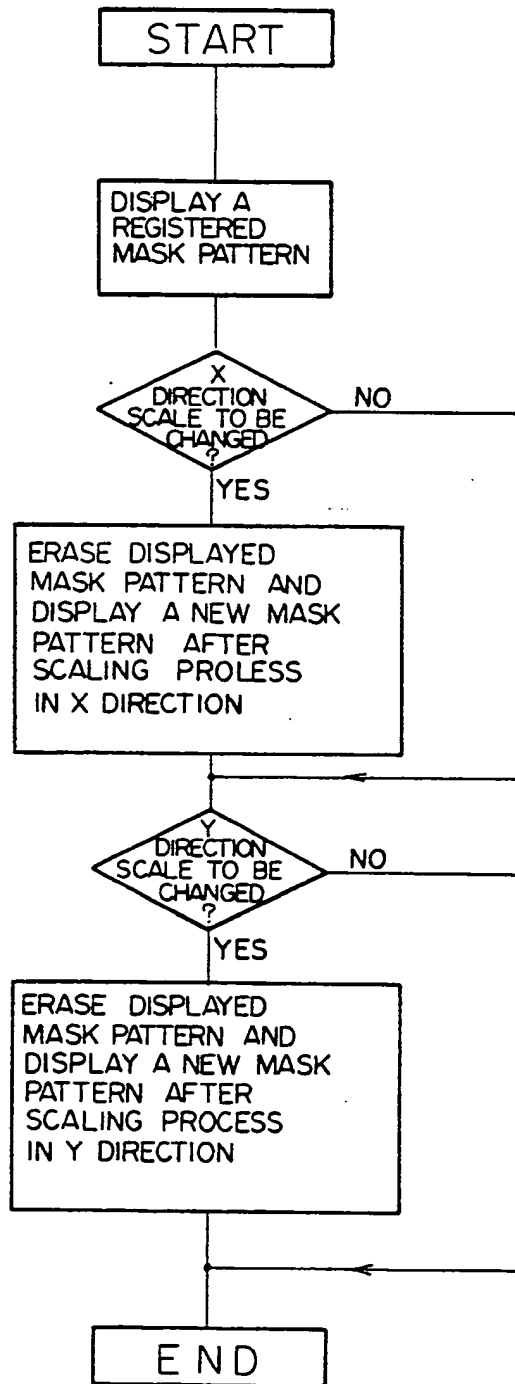 START
DISPLAY A
REGISTERED
MASK PATTERN
X
DIRECTION
SCALE TO BE
CHANGED
?
NO
YES
ERASE DISPLAYED
MASK PATTERN AND
DISPLAY A NEW MASK
PATTERN AFTER
SCALING PROLESS
IN X DIRECTION
Y
DIRECTION
SCALE TO BE
CHANGED
?
NO
YES
ERASE DISPLAYED
MASK PATTERN AND
DISPLAY A NEW MASK
PATTERN AFTER
SCALING PROCESS
IN Y DIRECTION
END